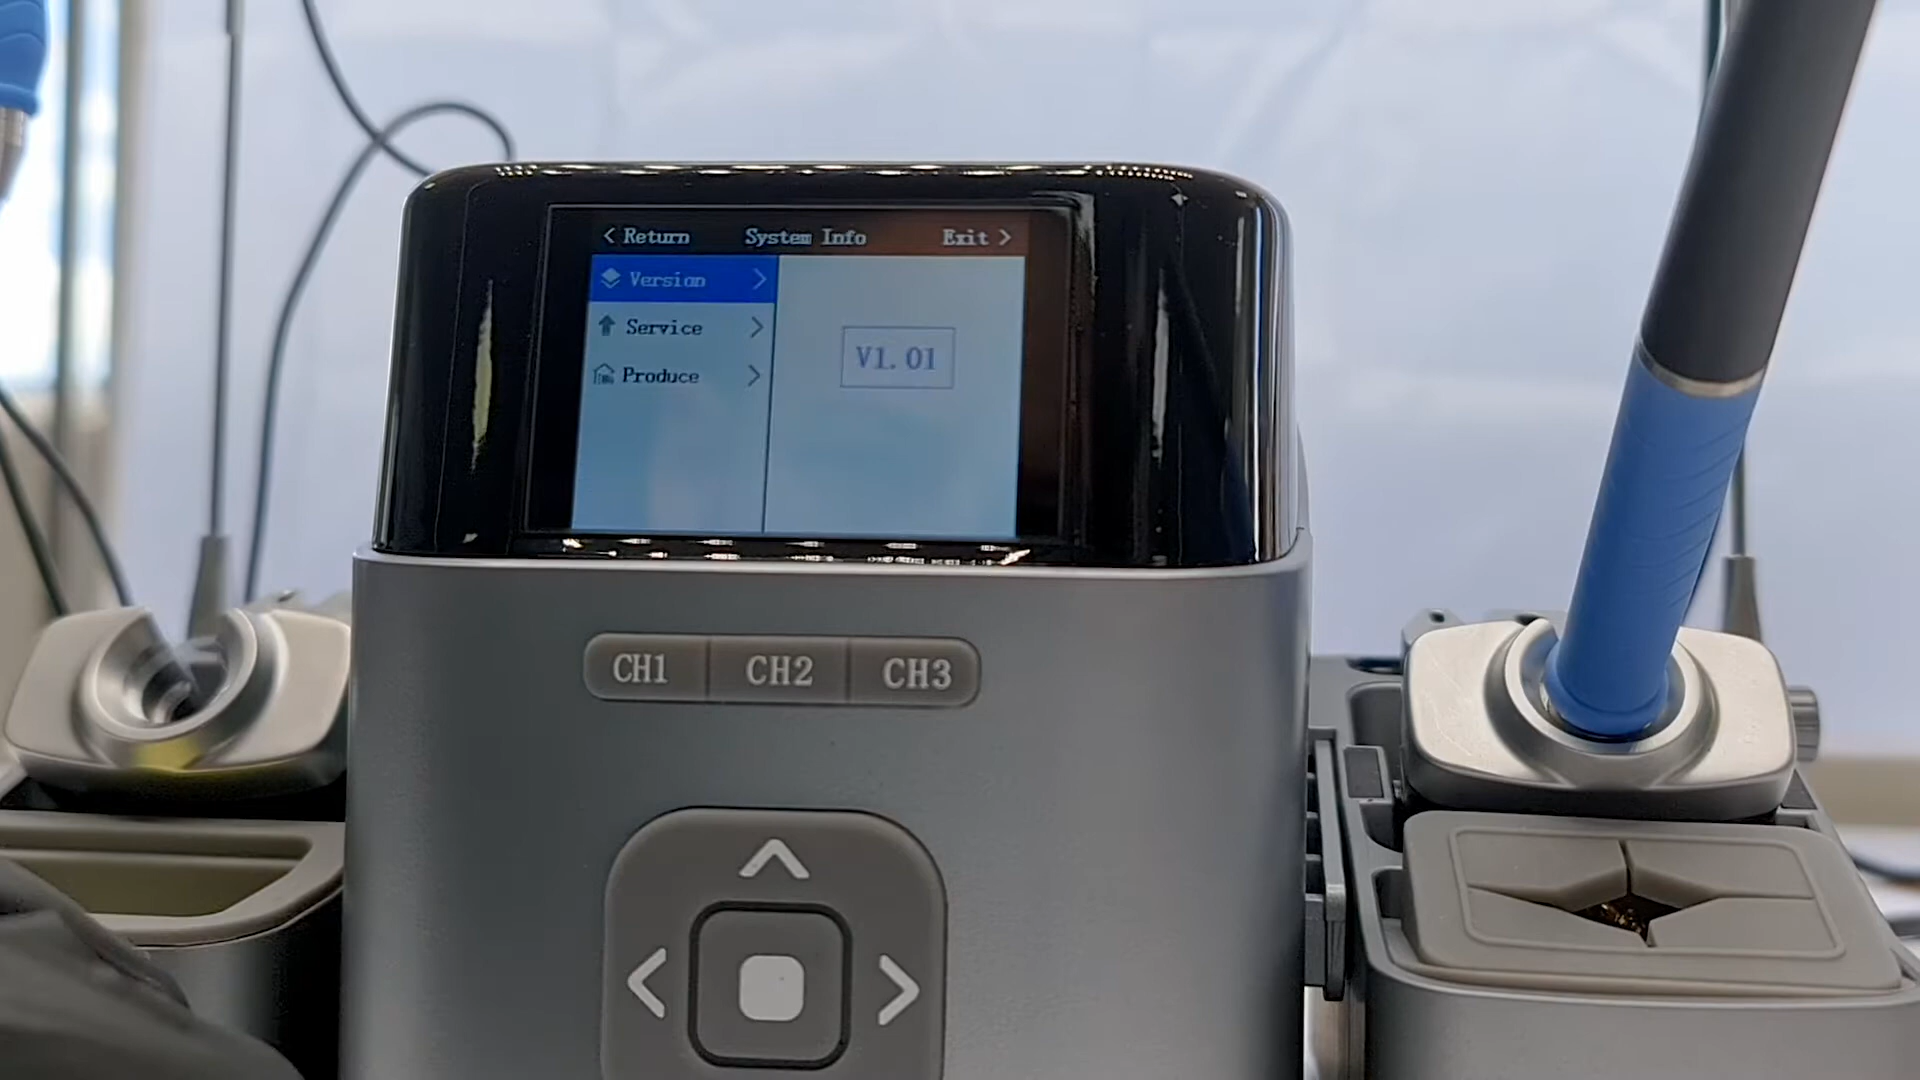 < Return System Info Exit >
Version >
Service >
Produce >
V1.01
CH1 CH2 CH3